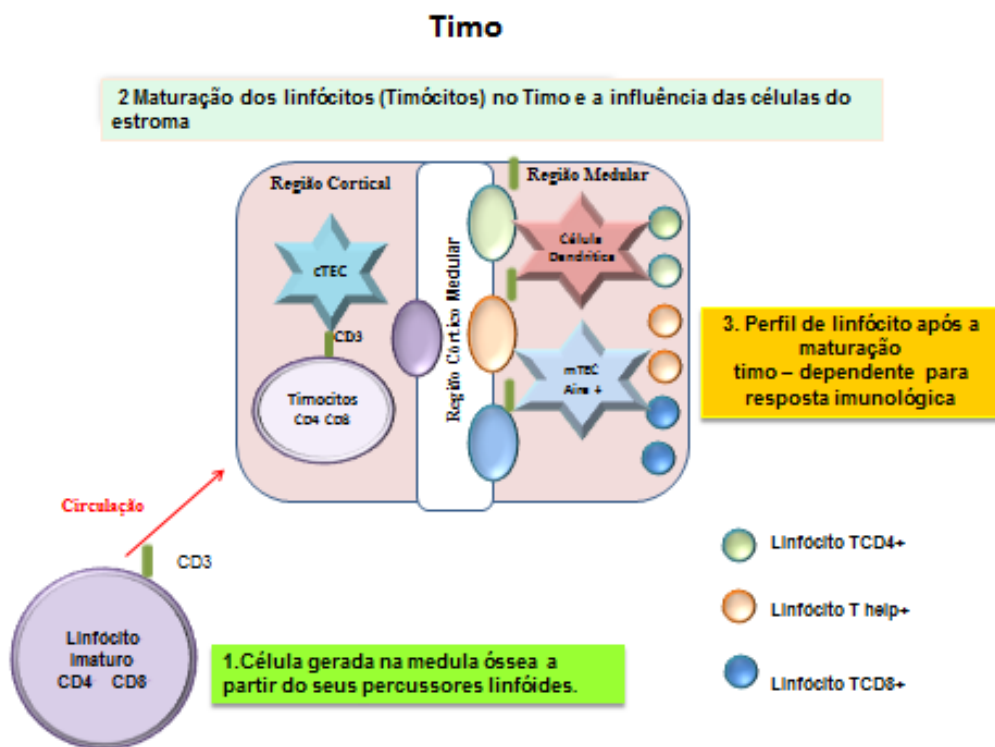 Timo
2 Maturação dos linfócitos (Timócitos) no Timo e a influência das células do
estroma
Região Cortical
cTEC
CD3
Timocitos
CD4 CD8
Região Córtico Medular
Região Medular
Célula
Dendritica
mTEC
Aire +
3. Perfil de linfócito após a
maturação
timo – dependente para
resposta imunológica
Circulação
CD3
Linfócito
Imaturo
CD4 CD8
1.Célula gerada na medula óssea a
partir do seus percussores linfóides.
Linfócito TCD4+
Linfócito T help+
Linfócito TCD8+